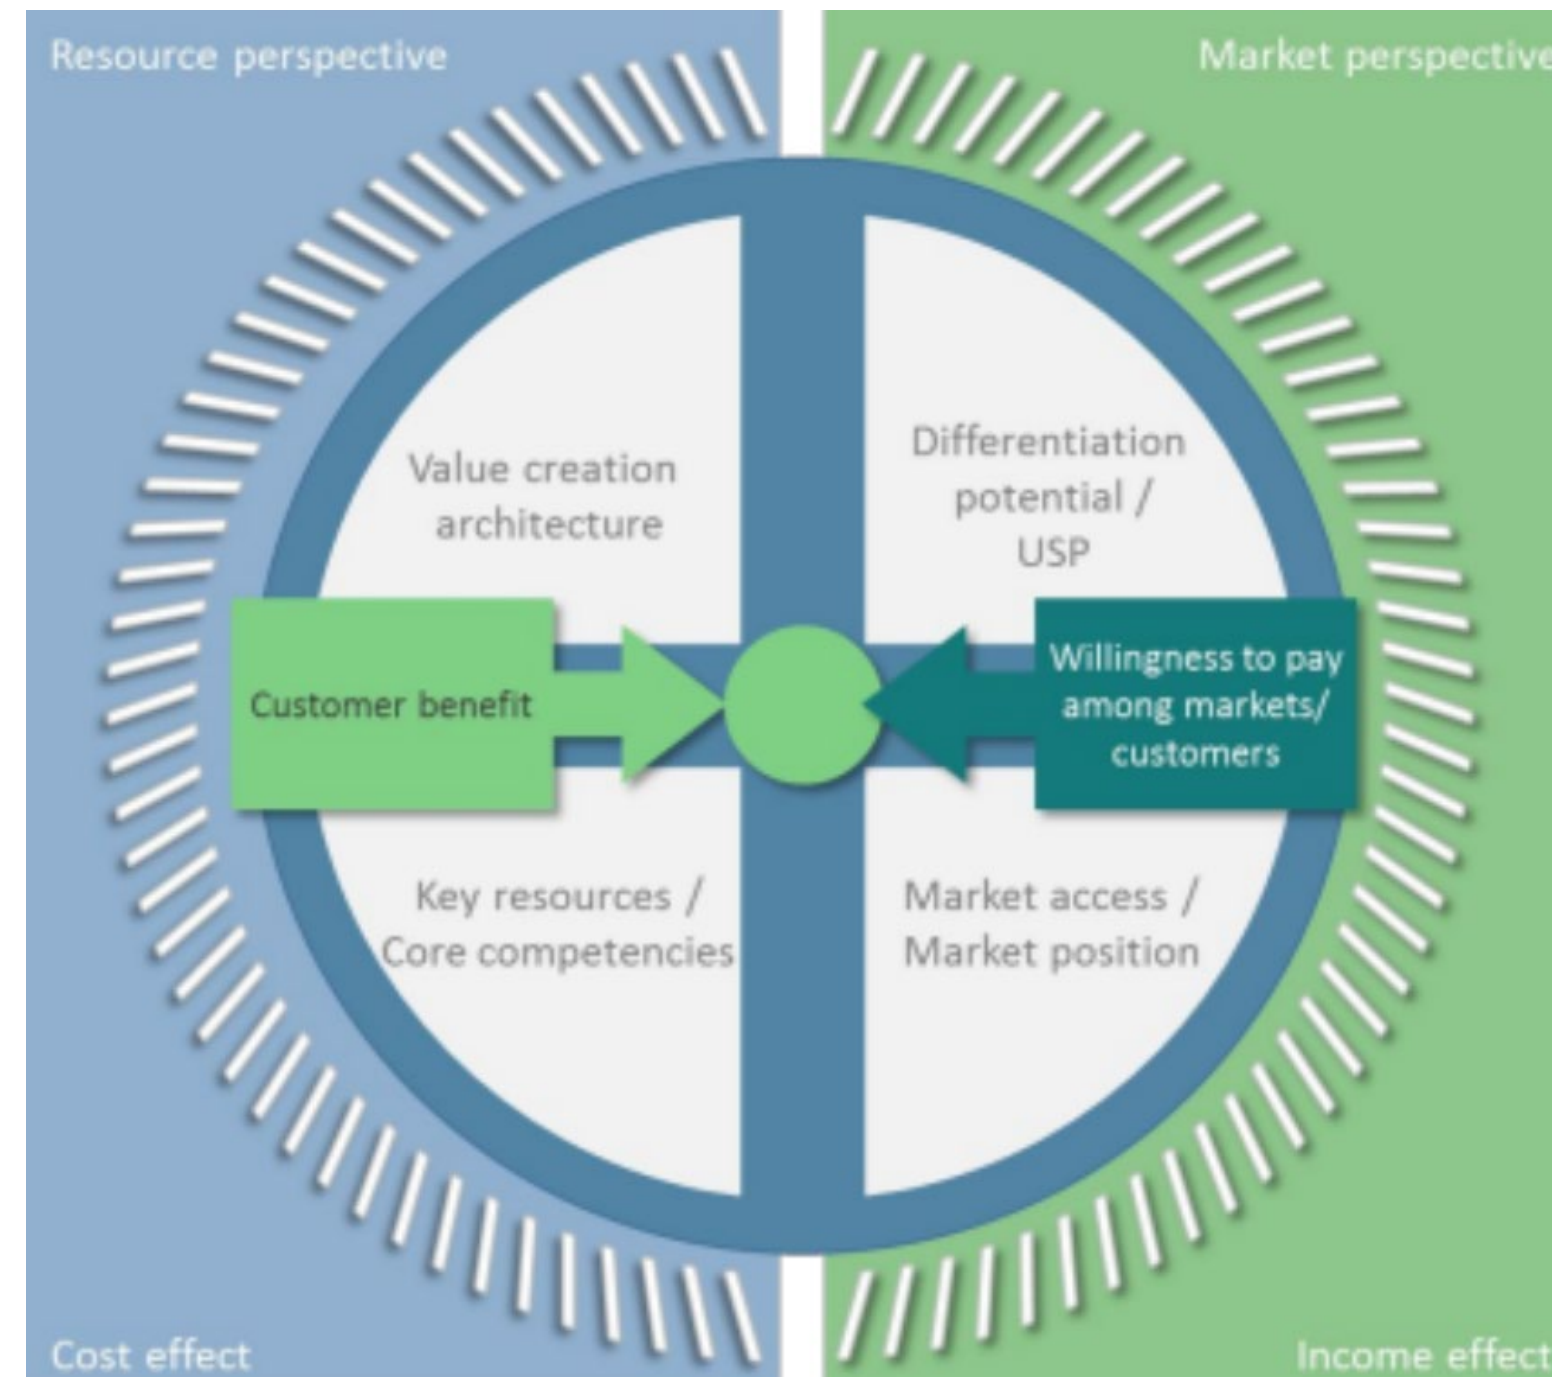 Resource perspective
Market perspective
Value creation
architecture
Differentiation
potential /
USP
Customer benefit
Willingness to pay
among markets/
customers
Key resources /
Core competencies
Market access /
Market position
Cost effect
Income effect